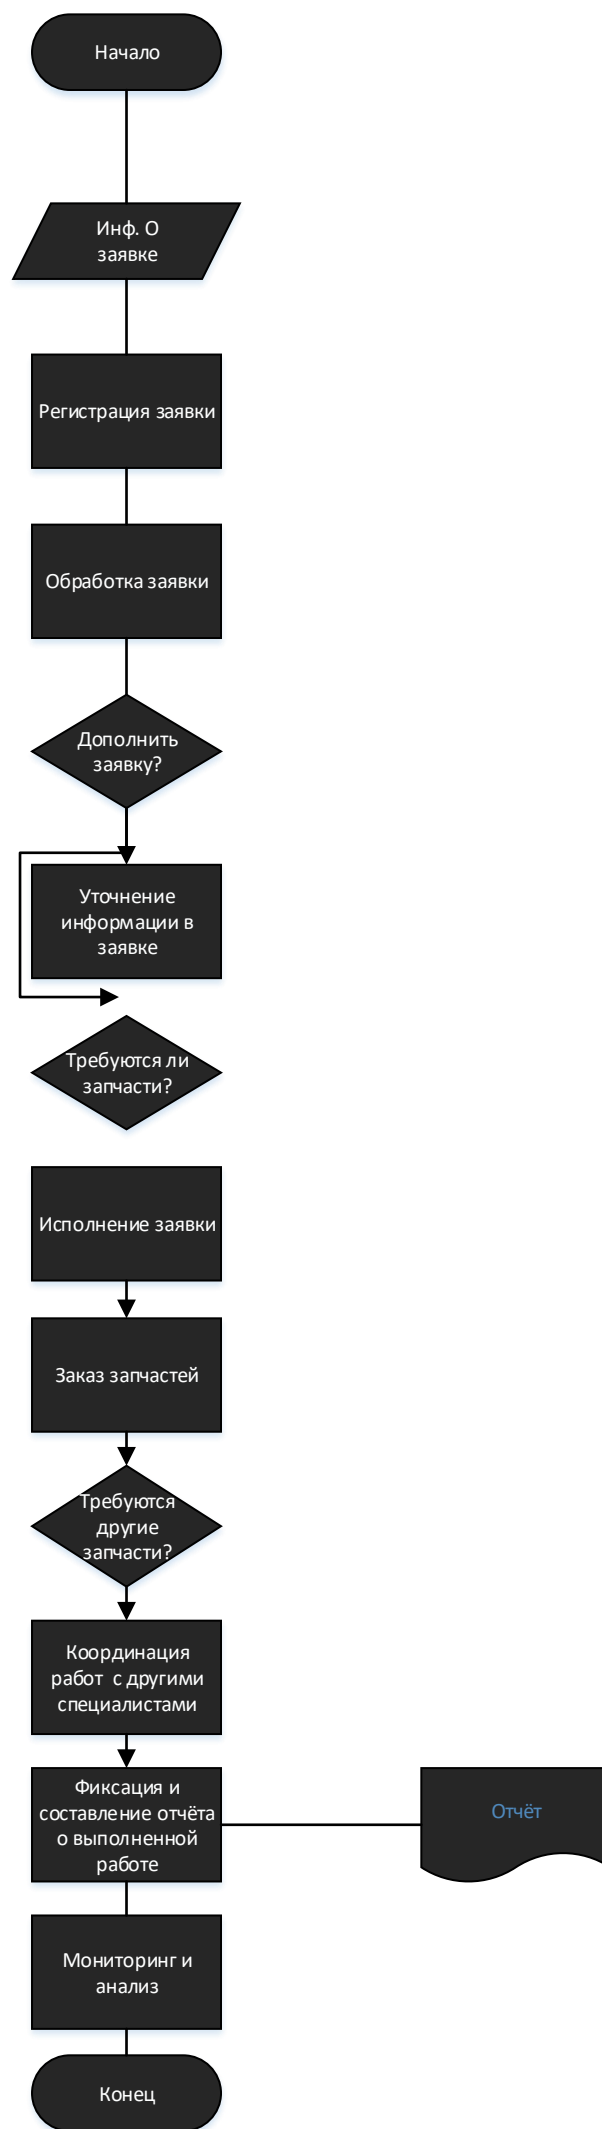 Начало
Инф. О
заявке
Регистрация заявки
Обработка заявки
Дополнить
заявку?
Уточнение
информации в
заявке
Требуются ли
запчасти?
Исполнение заявки
Заказ запчастей
Требуются
другие
запчасти?
Координация
работ с другими
специалистами
Фиксация и
составление отчёта
о выполненной
работе
Отчёт
Мониторинг и
анализ
Конец